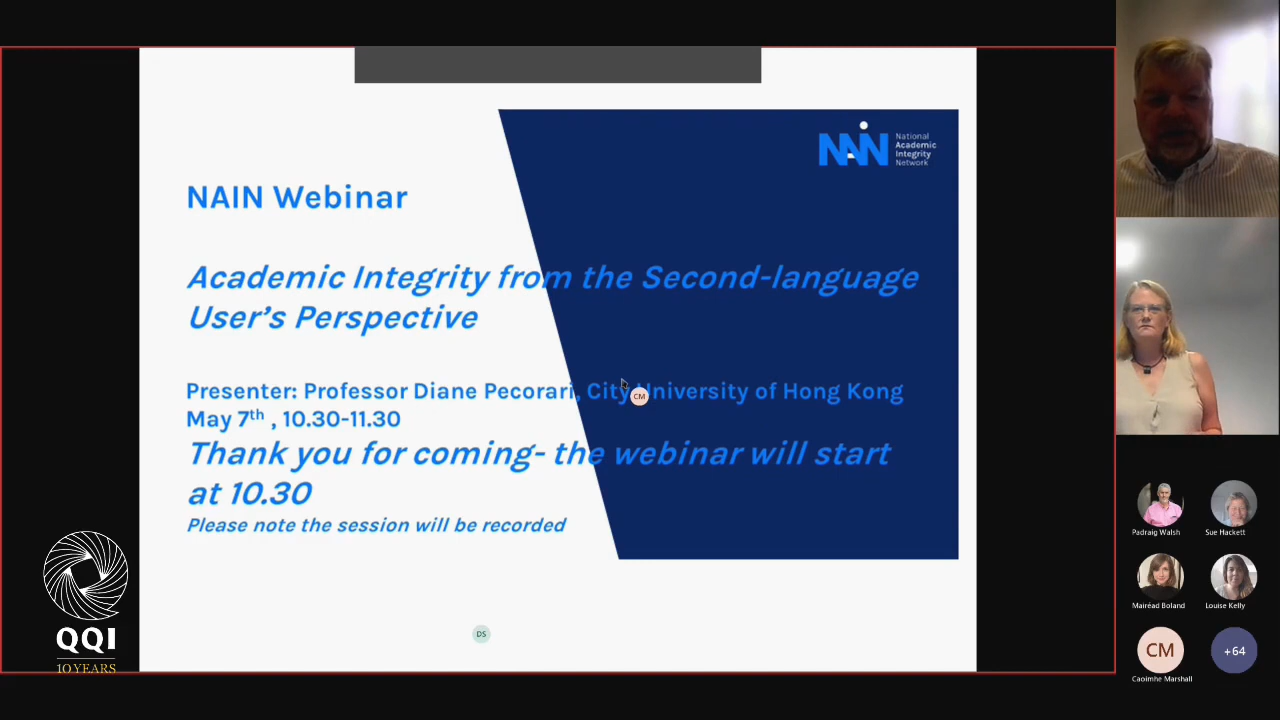 NAIN National
Academic
Integrity
Network
NAIN Webinar
Academic Integrity from the Second-language
User's Perspective
Presenter: Professor Diane Pecorari, City University of Hong Kong
May 7th , 10.30-11.30
CM
Thank you for coming- the webinar will start
at 10.30
Please note the session will be recorded
DS
QQI
10 YEARS
Padraig Walsh
Sue Hackett
Mairéad Boland
Louise Kelly
CM
+64
Caoimhe Marshall